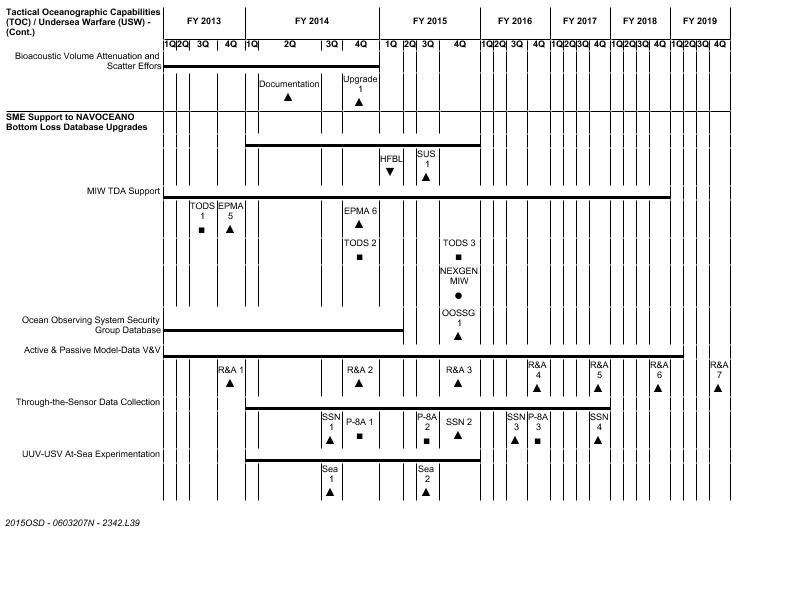 Tactical Oceanographic Capabilities
(TOC) / Undersea Warfare (USW) -
(Cont.)
FY 2013 FY 2014 FY 2015 FY 2016 FY 2017 FY 2018 FY 2019
1Q 2Q 3Q 4Q 1Q 2Q 3Q 4Q 1Q 2Q 3Q 4Q 1Q 2Q 3Q 4Q 1Q 2Q 3Q 4Q 1Q 2Q 3Q 4Q 1Q 2Q 3Q 4Q
Bioacoustic Volume Attenuation and
Scatter Effors
Documentation Upgrade
1
SME Support to NAVOCEANO
Bottom Loss Database Upgrades
HFBL SUS
1
MIW TDA Support
TODS EPMA
1 5
EPMA 6
TODS 2 TODS 3
NEXGEN
MIW
Ocean Observing System Security
Group Database
OOSSG
1
Active & Passive Model-Data V&V
R&A 1 R&A 2 R&A 3 R&A
4 R&A
5 R&A
6 R&A
7
Through-the-Sensor Data Collection
SSN
1 P-8A 1 P-8A
2 SSN 2 SSN
3 P-8A
3 SSN
4
UUV-USV At-Sea Experimentation
Sea
1 Sea
2
2015OSD - 0603207N - 2342.L39